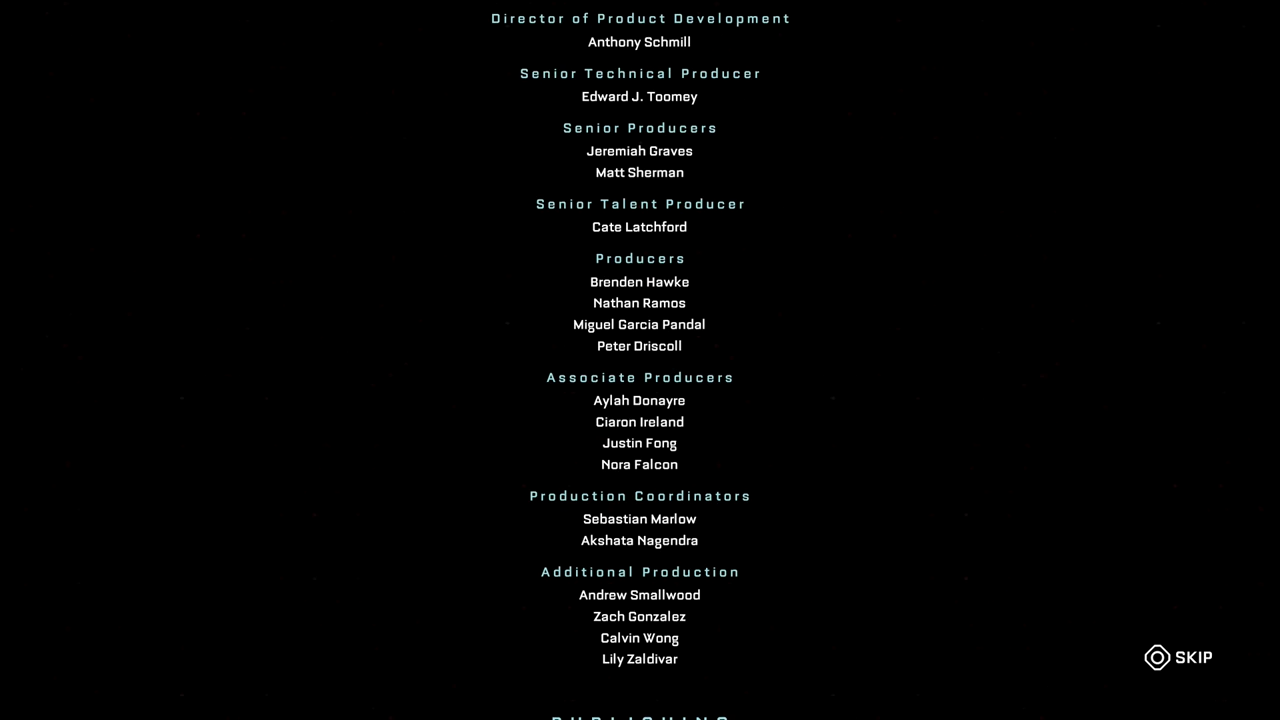 Director of Product Development
Anthony Schmill
Senior Technical Producer
Edward J. Toomey
Senior Producers
Jeremiah Graves
Matt Sherman
Senior Talent Producer
Cate Latchford
Producers
Brenden Hawke
Nathan Ramos
Miguel Garcia Pandal
Peter Driscoll
Associate Producers
Aylah Donayre
Ciaron Ireland
Justin Fong
Nora Falcon
Production Coordinators
Sebastian Marlow
Akshata Nagendra
Additional Production
Andrew Smallwood
Zach Gonzalez
Calvin Wong
Lily Zaldivar
SKIP